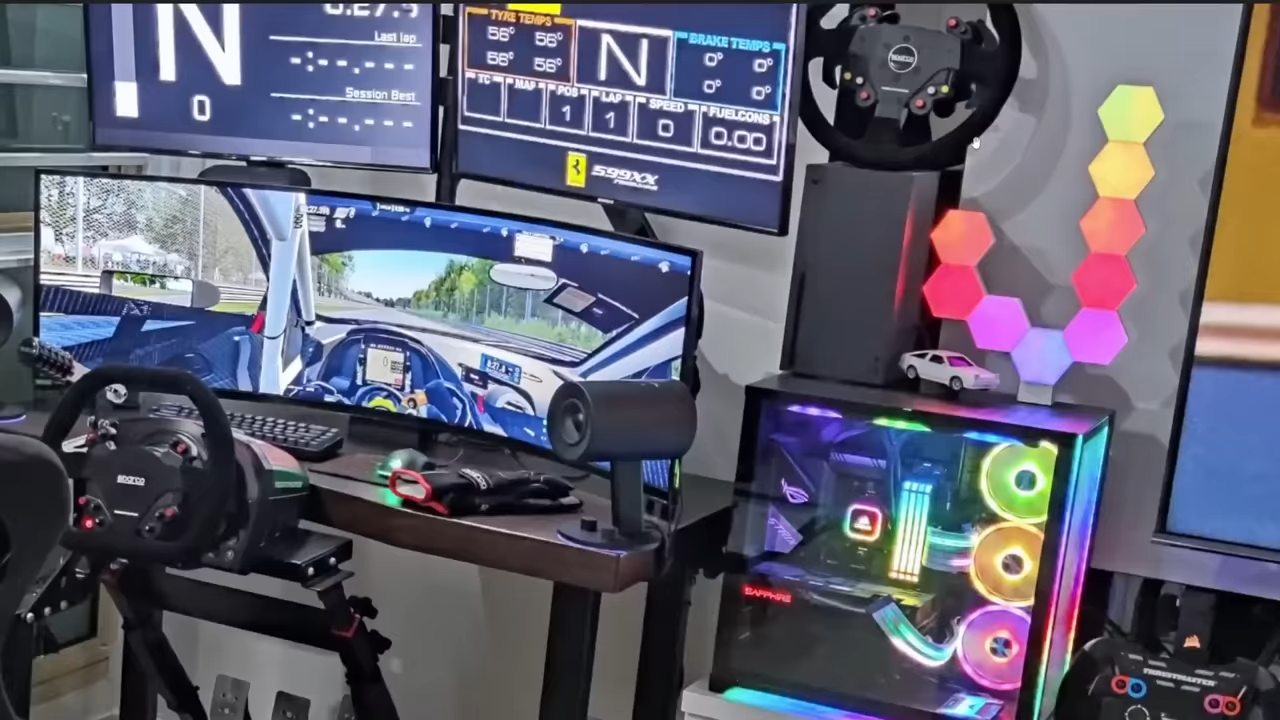 N
0
0:27.9
Last lap
-:--.---
Session Best
-:--.---
TYRE TEMPS
56° 56°
56° 56°
N
BRAKE TEMPS
0° 0°
0° 0°
TC MAP POS LAP SPEED FUELCONS
1 1 0 0.00
599XX
SPARCO
SPARCO
SAPPHIRE
THRUSTMASTER